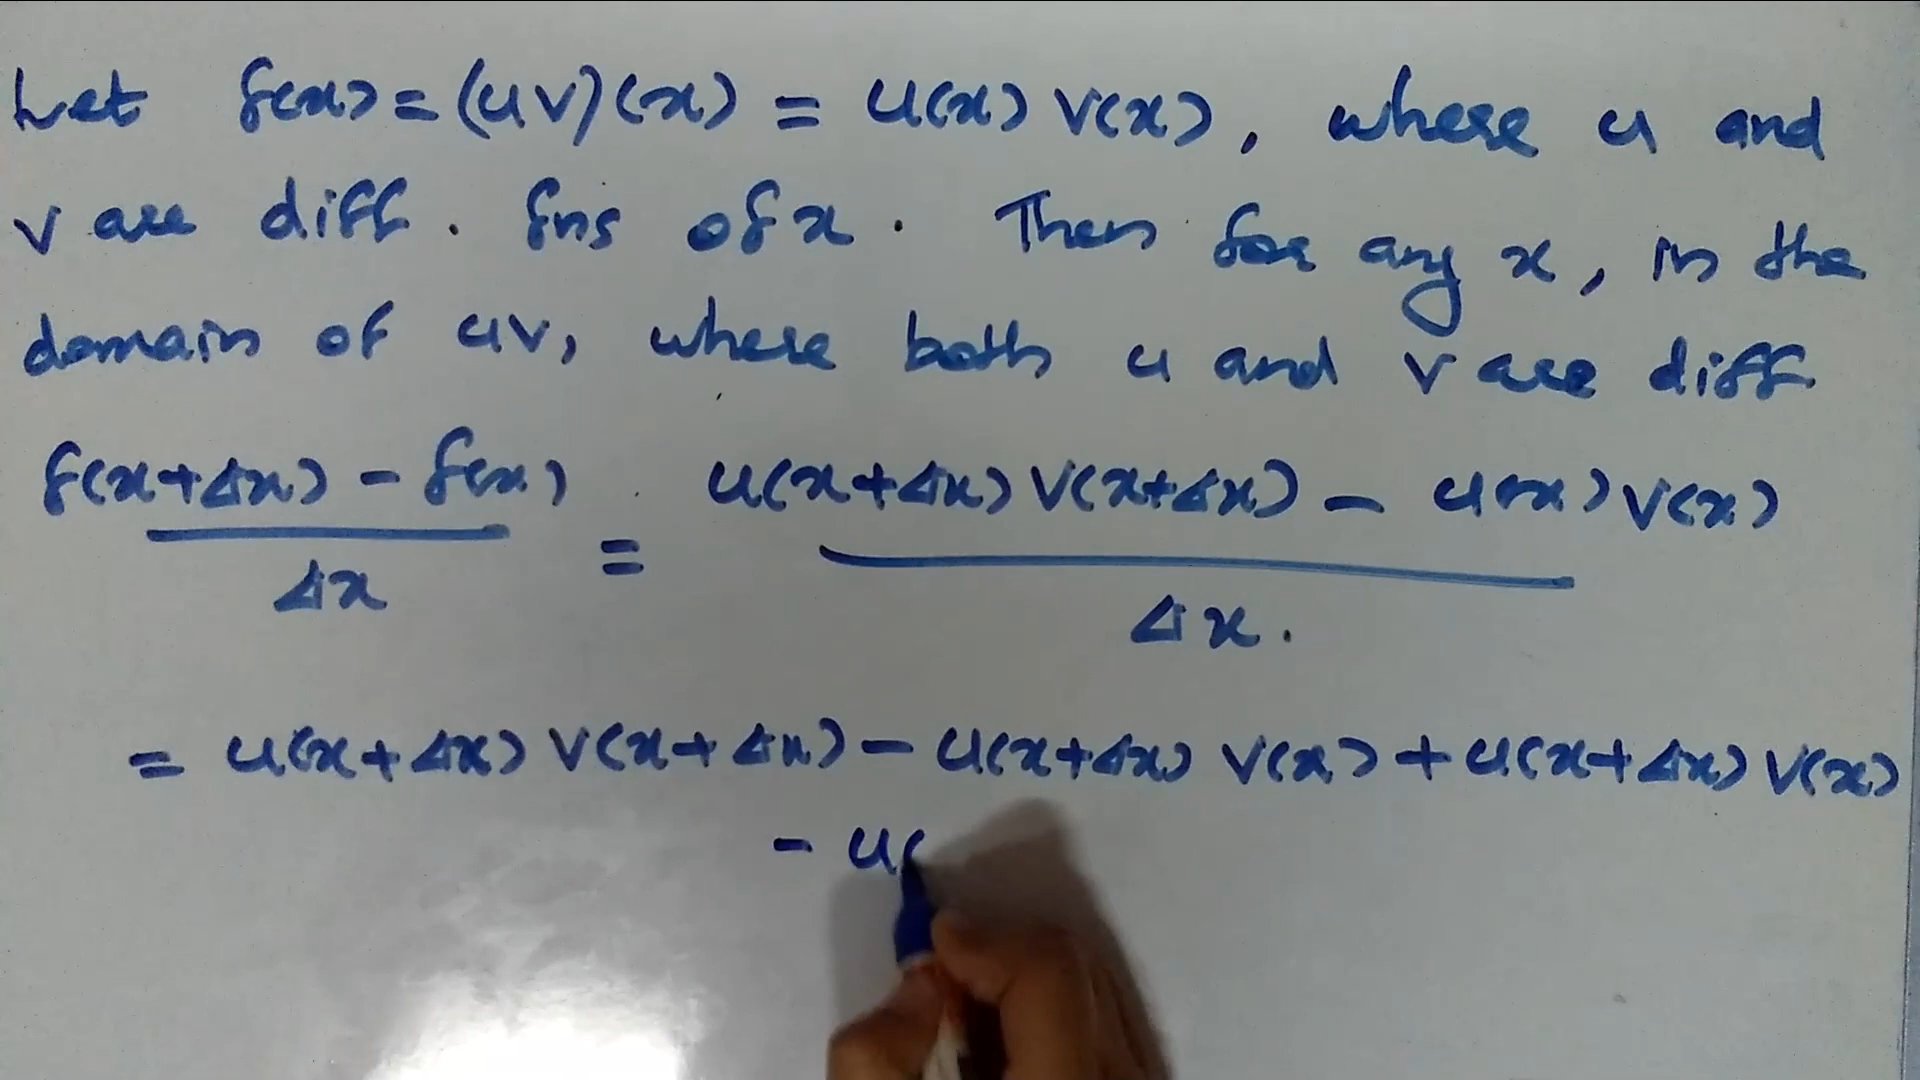 Let f(x) = (uv)(x) = u(x) v(x), where u and
v are diff. fns of x. Then for any x, in the
domain of uv, where both u and v are diff
f(x+Δx) - f(x) / Δx = u(x+Δx) v(x+Δx) - u(x) v(x) / Δx.
= u(x+Δx) v(x+Δx) - u(x+Δx) v(x) + u(x+Δx) v(x)
- u(